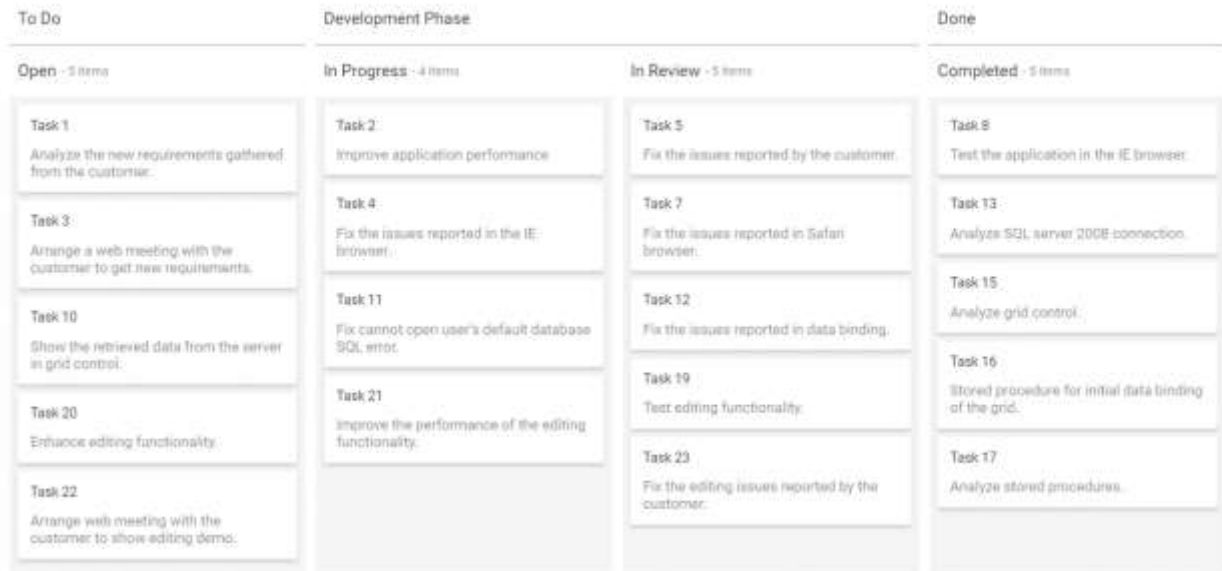 To Do
Development Phase
Done
Open - 5 items
In Progress - 4 items
In Review - 5 items
Completed - 5 items
Task 1
Analyze the new requirements gathered
from the customer.
Task 3
Arrange a web meeting with the
customer to get new requirements.
Task 10
Show the retrieved data from the server
in grid control.
Task 20
Enhance editing functionality.
Task 22
Arrange web meeting with the
customer to show editing demo.
Task 2
Improve application performance
Task 4
Fix the issues reported in the IE
browser.
Task 11
Fix cannot open user's default database
SQL error.
Task 21
Improve the performance of the editing
functionality.
Task 5
Fix the issues reported by the customer.
Task 7
Fix the issues reported in Safari
browser.
Task 12
Fix the issues reported in data binding.
Task 19
Test editing functionality.
Task 23
Fix the editing issues reported by the
customer.
Task 8
Test the application in the IE browser.
Task 13
Analyze SQL server 2008 connection.
Task 15
Analyze grid control.
Task 16
Stored procedure for initial data binding
of the grid.
Task 17
Analyze stored procedures.